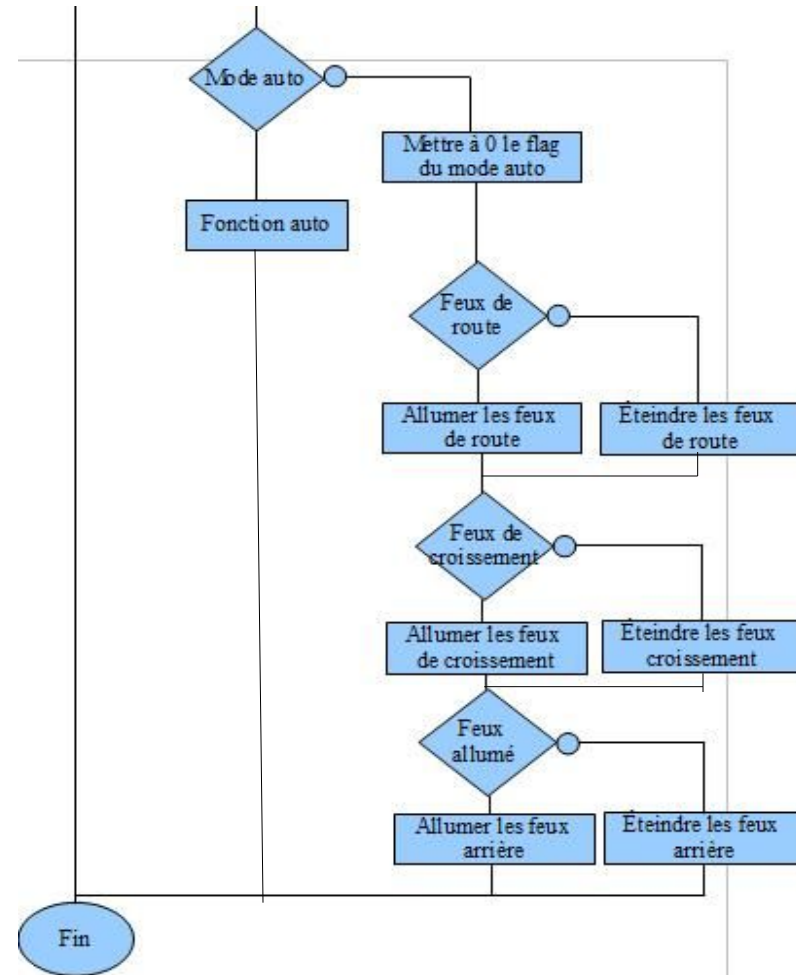 Mode auto
Mettre à 0 le flag
du mode auto
Fonction auto
Feux de
route
Allumer les feux
de route
Éteindre les feux
de route
Feux de
croissement
Allumer les feux
de croissement
Éteindre les feux
croissement
Feux
allumé
Allumer les feux
arrière
Éteindre les feux
arrière
Fin